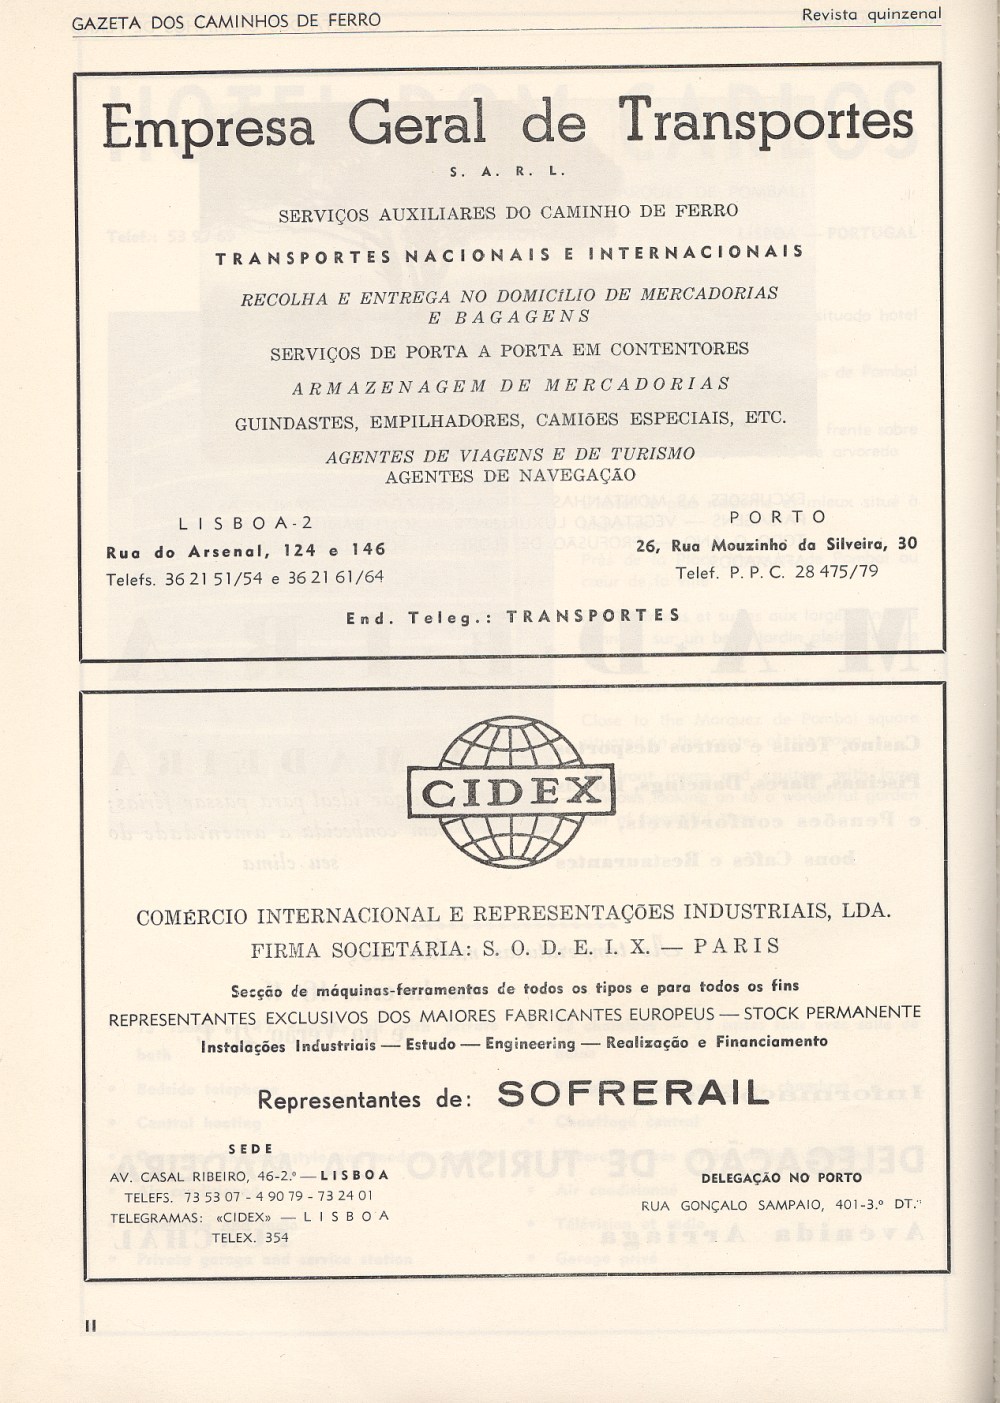 GAZETA DOS CAMINHOS DE FERRO
Revista quinzenal
Empresa Geral de Transportes
S. A. R. L.
SERVIÇOS AUXILIARES DO CAMINHO DE FERRO
TRANSPORTES NACIONAIS E INTERNACIONAIS
RECOLHA E ENTREGA NO DOMICÍLIO DE MERCADORIAS
E BAGAGENS
SERVIÇOS DE PORTA A PORTA EM CONTENTORES
ARMAZENAGEM DE MERCADORIAS
GUINDASTES, EMPILHADORES, CAMIÕES ESPECIAIS, ETC.
AGENTES DE VIAGENS E DE TURISMO
AGENTES DE NAVEGAÇÃO
LISBOA-2
Rua do Arsenal, 124 e 146
Telefs. 36 21 51/54 e 36 21 61/64
PORTO
26, Rua Mouzinho da Silveira, 30
Telef. P. P. C. 28 475/79
End. Teleg.: TRANSPORTES
CIDEX
COMÉRCIO INTERNACIONAL E REPRESENTAÇÕES INDUSTRIAIS, LDA.
FIRMA SOCIETÁRIA: S. O. D. E. I. X. — PARIS
Secção de máquinas-ferramentas de todos os tipos e para todos os fins
REPRESENTANTES EXCLUSIVOS DOS MAIORES FABRICANTES EUROPEUS — STOCK PERMANENTE
Instalações Industriais — Estudo — Engineering — Realização e Financiamento
Representantes de: SOFRERAIL
SEDE
AV. CASAL RIBEIRO, 46-2.º — LISBOA
TELEFS. 73 53 07 - 4 90 79 - 73 24 01
TELEGRAMAS: «CIDEX» — LISBOA
TELEX. 354
DELEGAÇÃO NO PORTO
RUA GONÇALO SAMPAIO, 401-3.º DT.º
II